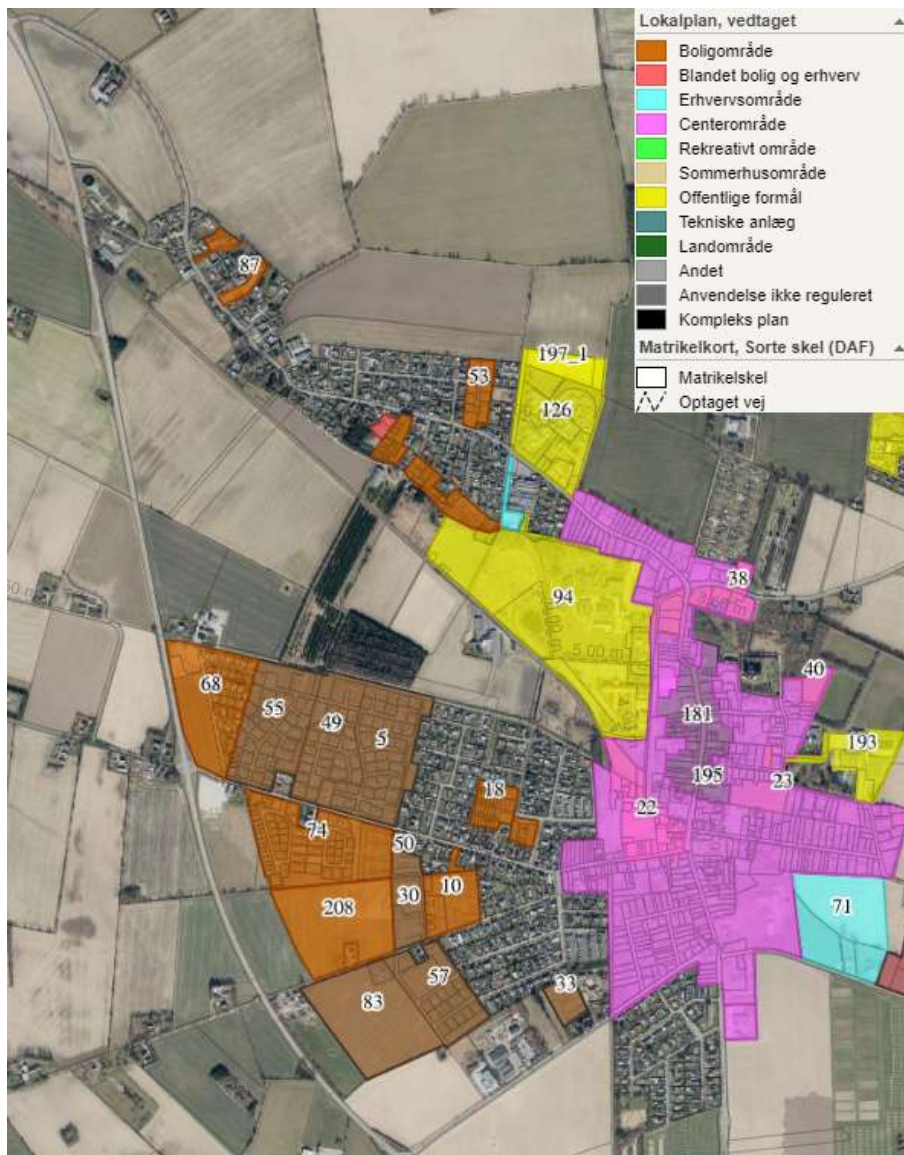 Lokalplan, vedtaget
Boligområde
Blandet bolig og erhverv
Erhvervsområde
Centerområde
Rekreativt område
Sommerhusområde
Offentlige formål
Tekniske anlæg
Landområde
Andet
Anvendelse ikke reguleret
Kompleks plan
Matrikelkort, Sorte skel (DAF)
Matrikelskel
Optaget vej
87
197_1
53
126
38
94
5.00 m
40
68
55
49
5
181
193
195
23
18
22
74
50
10
30
208
71
57
83
33